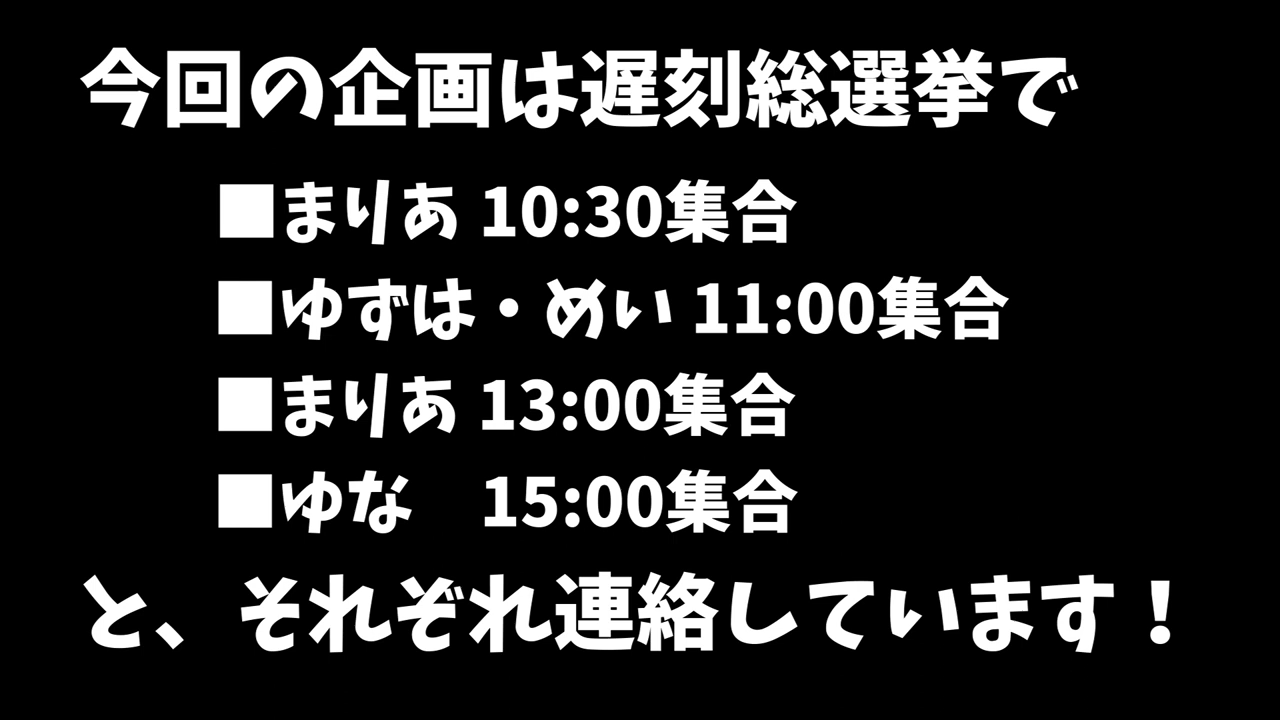 今回の企画は遅刻総選挙で
■まりあ 10:30集合
■ゆずは・めい 11:00集合
■まりあ 13:00集合
■ゆな　15:00集合
と、それぞれ連絡しています！